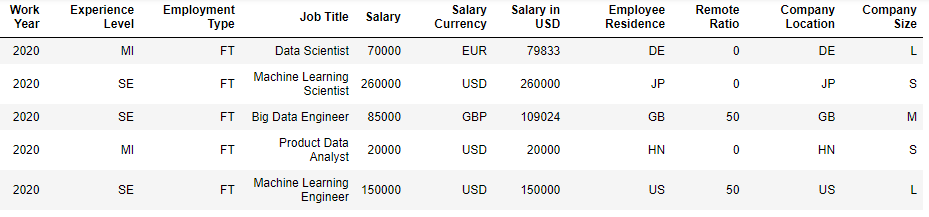 Work Year Experience Level Employment Type Job Title Salary Salary Currency Salary in USD Employee Residence Remote Ratio Company Location Company Size
2020 MI FT Data Scientist 70000 EUR 79833 DE 0 DE L
2020 SE FT Machine Learning Scientist 260000 USD 260000 JP 0 JP S
2020 SE FT Big Data Engineer 85000 GBP 109024 GB 50 GB M
2020 MI FT Product Data Analyst 20000 USD 20000 HN 0 HN S
2020 SE FT Machine Learning Engineer 150000 USD 150000 US 50 US L